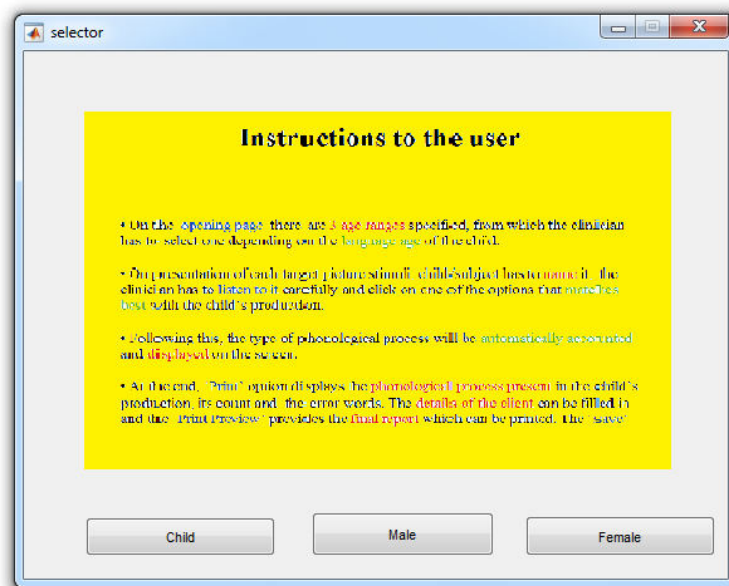 selector
Instructions to the user
• On the 'opening page' there are 3 age ranges specified, from which the clinician
has to select one depending on the language age of the child.
• On presentation of each target picture stimuli child/subject has to name it, the
clinician has to listen to it carefully and click on one of the options that matches
best with the child's production.
• Following this, the type of phonological process will be automatically accounted
and displayed on the screen.
• At the end, 'Print' option displays the phonological process present in the child's
production, its count and the error words. The details of the client can be filled in
and the 'Print Preview' provides the final report which can be printed. The 'save'
Child
Male
Female